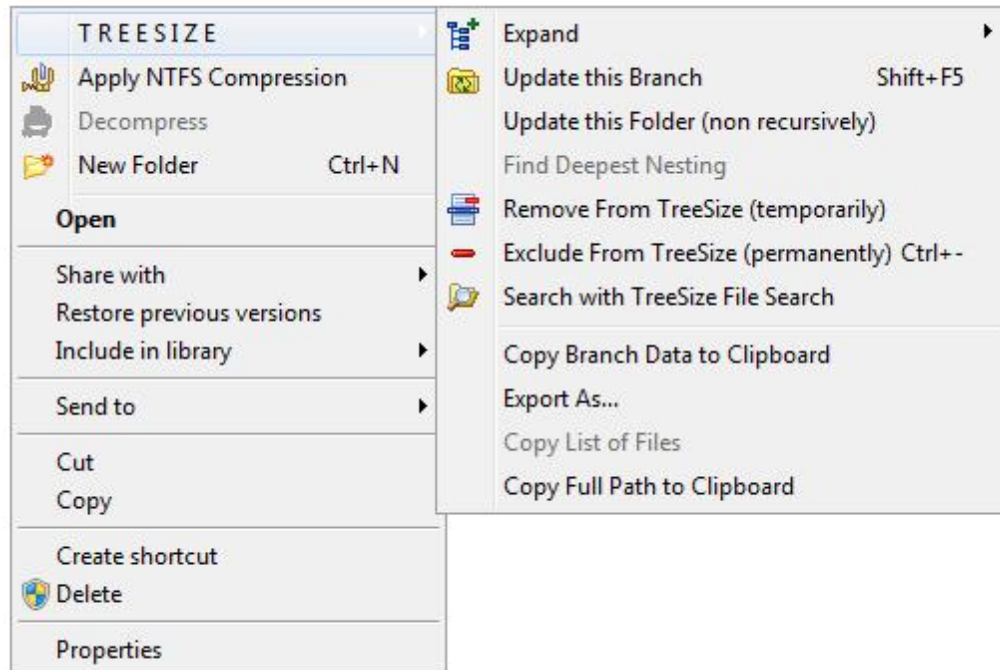 T R E E S I Z E
Apply NTFS Compression
Decompress
New Folder Ctrl+N
Open
Share with
Restore previous versions
Include in library
Send to
Cut
Copy
Create shortcut
Delete
Properties
Expand
Update this Branch Shift+F5
Update this Folder (non recursively)
Find Deepest Nesting
Remove From TreeSize (temporarily)
Exclude From TreeSize (permanently) Ctrl+-
Search with TreeSize File Search
Copy Branch Data to Clipboard
Export As...
Copy List of Files
Copy Full Path to Clipboard